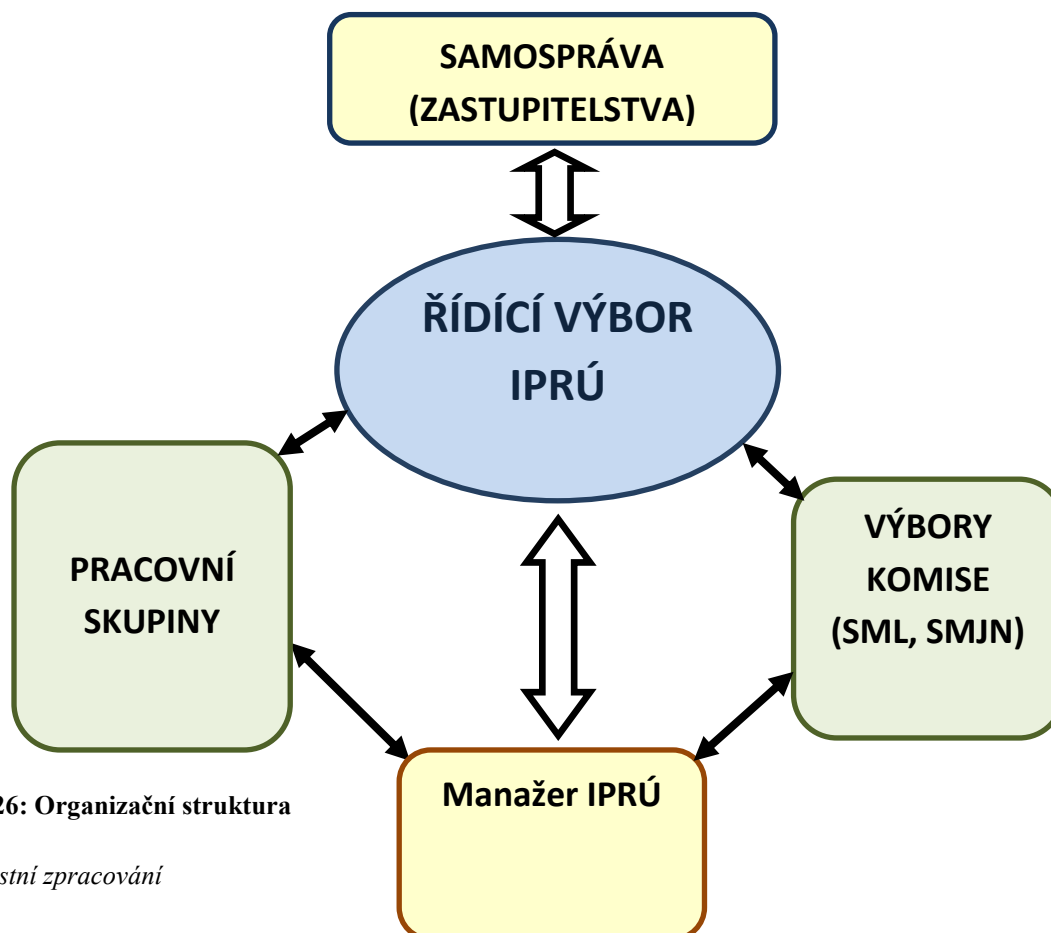 SAMOSPRÁVA
(ZASTUPITELSTVA)
ŘÍDÍCÍ VÝBOR
IPRÚ
PRACOVNÍ
SKUPINY
VÝBORY
KOMISE
(SML, SMJN)
Manažer IPRÚ
26: Organizační struktura
stní zpracování